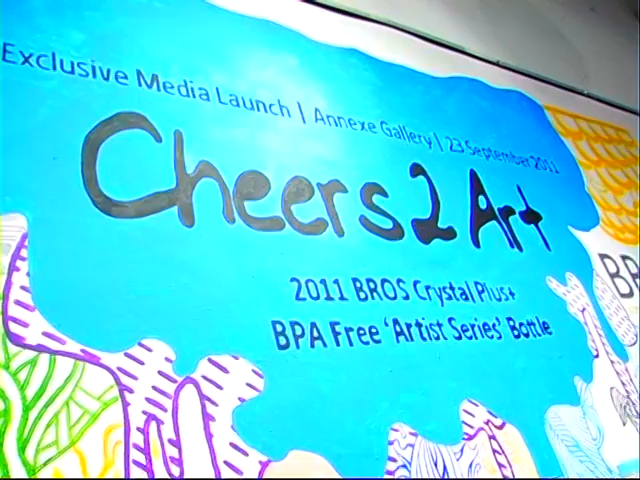 Exclusive Media Launch | Annexe Gallery | 23 September 2011
Cheers 2 Art
2011 BROS Crystal Plus+
BPA Free 'Artist Series' Bottle
BR